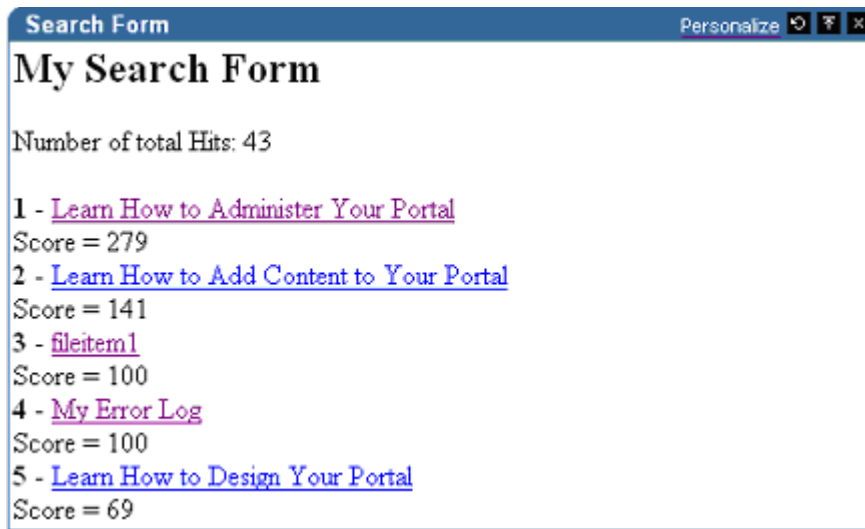 Search Form Personalize
My Search Form
Number of total Hits: 43
1 - Learn How to Administer Your Portal
Score = 279
2 - Learn How to Add Content to Your Portal
Score = 141
3 - fileitem1
Score = 100
4 - My Error Log
Score = 100
5 - Learn How to Design Your Portal
Score = 69